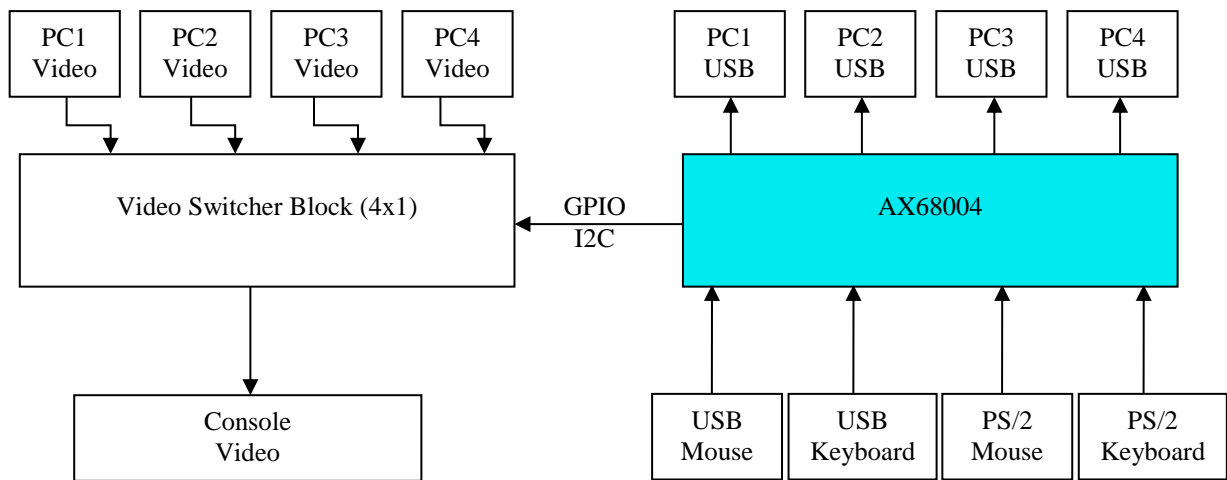 PC1
Video
PC2
Video
PC3
Video
PC4
Video
PC1
USB
PC2
USB
PC3
USB
PC4
USB
Video Switcher Block (4x1)
GPIO
I2C
AX68004
Console
Video
USB
Mouse
USB
Keyboard
PS/2
Mouse
PS/2
Keyboard